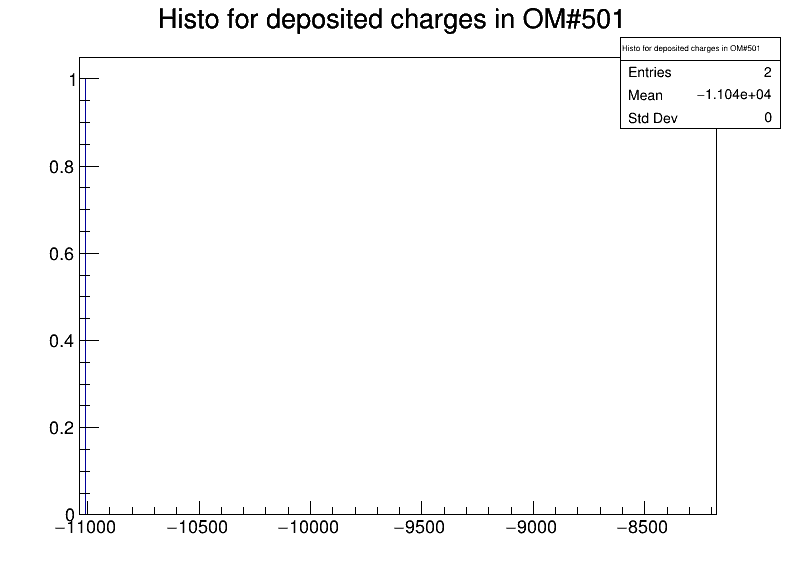 Histo for deposited charges in OM#501
Histo for deposited charges in OM#501
Entries 2
Mean −1.104e+04
Std Dev 0
1
0.8
0.6
0.4
0.2
0
−11000 −10500 −10000 −9500 −9000 −8500